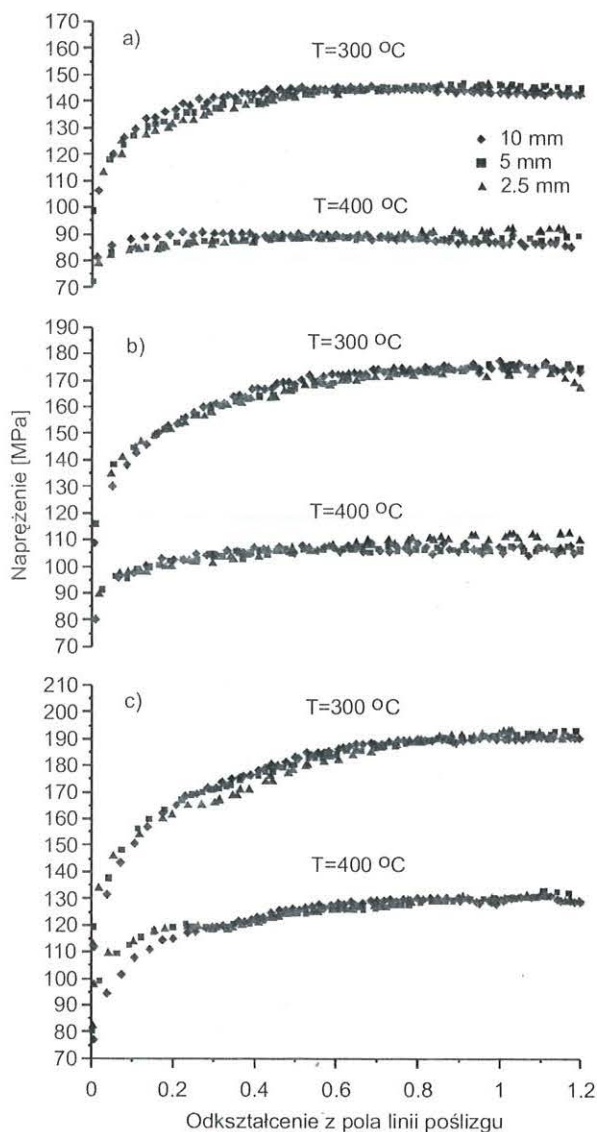 170
160
150
140
130
120
110
100
90
80
70
a)
T=300 °C
10 mm
5 mm
2.5 mm
T=400 °C
190
180
170
160
150
140
130
120
110
100
90
80
70
b)
T=300 °C
T=400 °C
Naprężenie [MPa]
210
200
190
180
170
160
150
140
130
120
110
100
90
80
70
c)
T=300 °C
T=400 °C
0 0.2 0.4 0.6 0.8 1.0 1.2
Odkształcenie z pola linii poślizgu